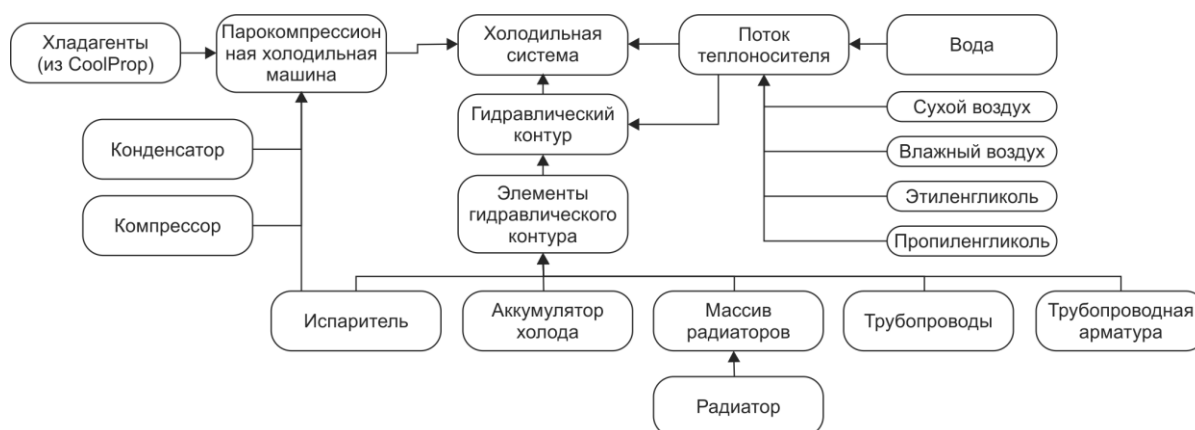 Хладагенты
(из CoolProp)
Парокомпрессион
ная холодильная
машина
Холодильная
система
Поток
теплоносителя
Вода
Сухой воздух
Гидравлический
контур
Конденсатор
Влажный воздух
Элементы
гидравлического
контура
Этиленгликоль
Компрессор
Пропиленгликоль
Испаритель
Аккумулятор
холода
Массив
радиаторов
Трубопроводы
Трубопроводная
арматура
Радиатор